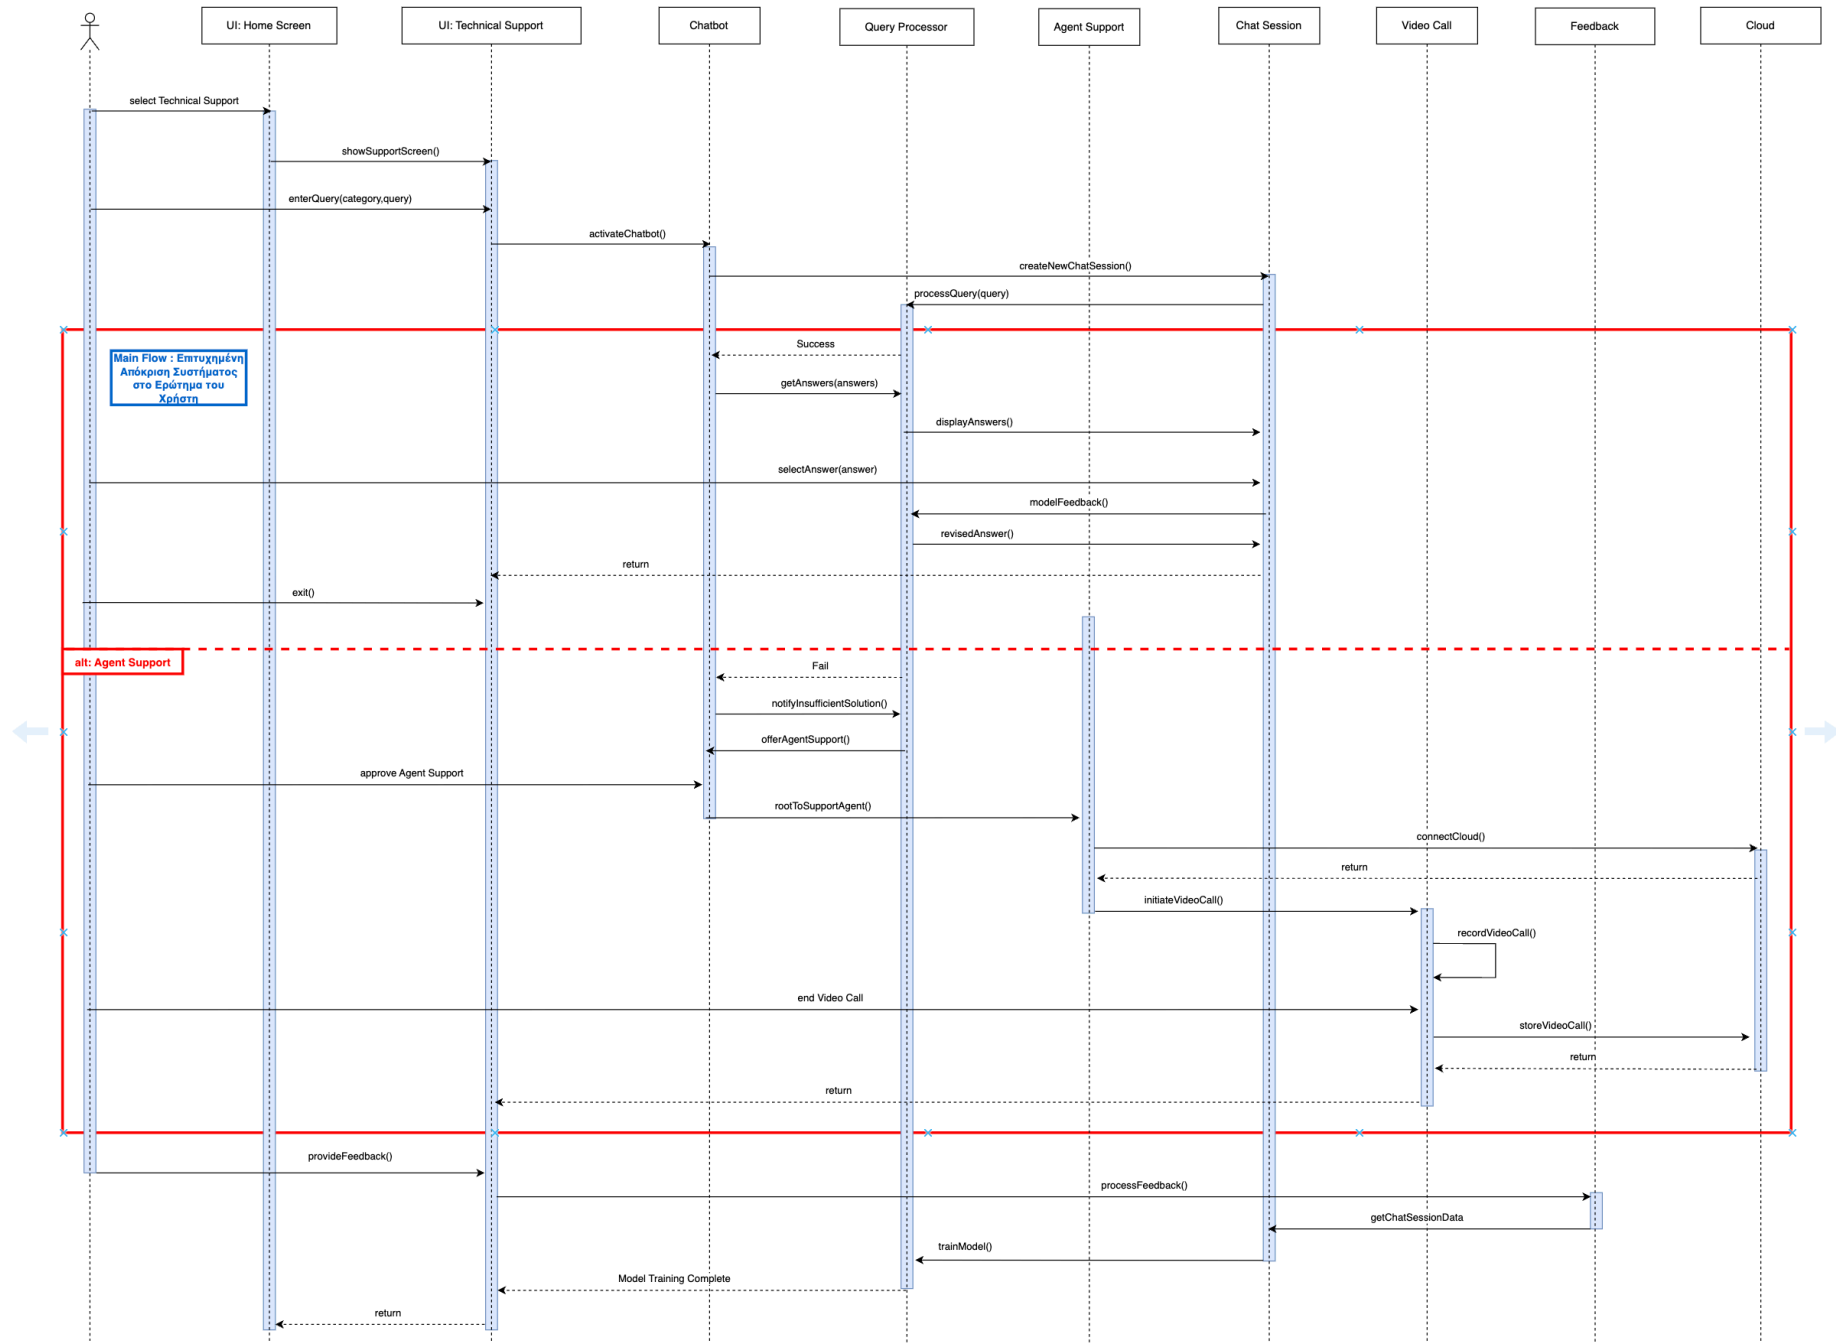 UI: Home Screen
UI: Technical Support
Chatbot
Query Processor
Agent Support
Chat Session
Video Call
Feedback
Cloud
select Technical Support
showSupportScreen()
enterQuery(category,query)
activateChatbot()
createNewChatSession()
processQuery(query)
Main Flow : Επιτυχημένη
Απόκριση Συστήματος
στο Ερώτημα του
Χρήστη
Success
getAnswers(answers)
displayAnswers()
selectAnswer(answer)
modelFeedback()
revisedAnswer()
return
exit()
alt: Agent Support
Fail
notifyInsufficientSolution()
offerAgentSupport()
approve Agent Support
rootToSupportAgent()
connectCloud()
return
initiateVideoCall()
recordVideoCall()
end Video Call
storeVideoCall()
return
return
provideFeedback()
processFeedback()
getChatSessionData
trainModel()
Model Training Complete
return